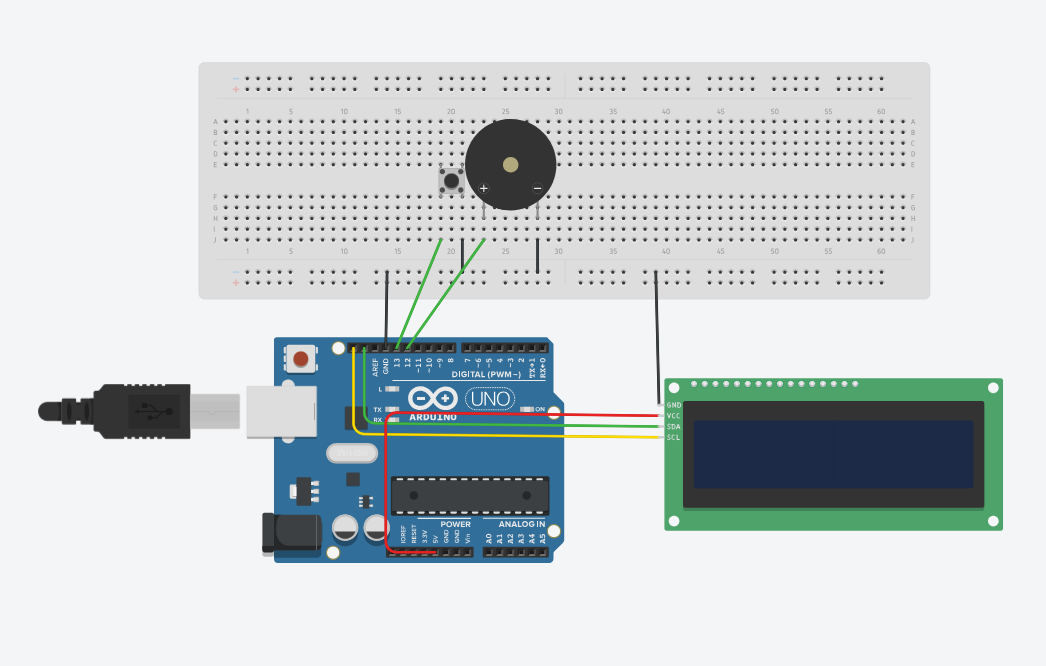 − −
+ +
1 5 10 15 20 25 30 35 40 45 50 55 60
A A
B B
C C
D D
E E
+ −
F F
G G
H H
I I
J J
1 5 10 15 20 25 30 35 40 45 50 55 60
− −
+ +
AREF GND 13 12 ~11 ~10 ~9 8 7 ~6 ~5 4 ~3 2 TX→1 RX←0
DIGITAL (PWM~)
L
TX
RX
ARDUINO
UNO
ON
POWER
ANALOG IN
IOREF RESET 3.3V 5V GND GND Vin A0 A1 A2 A3 A4 A5
GND
VCC
SDA
SCL